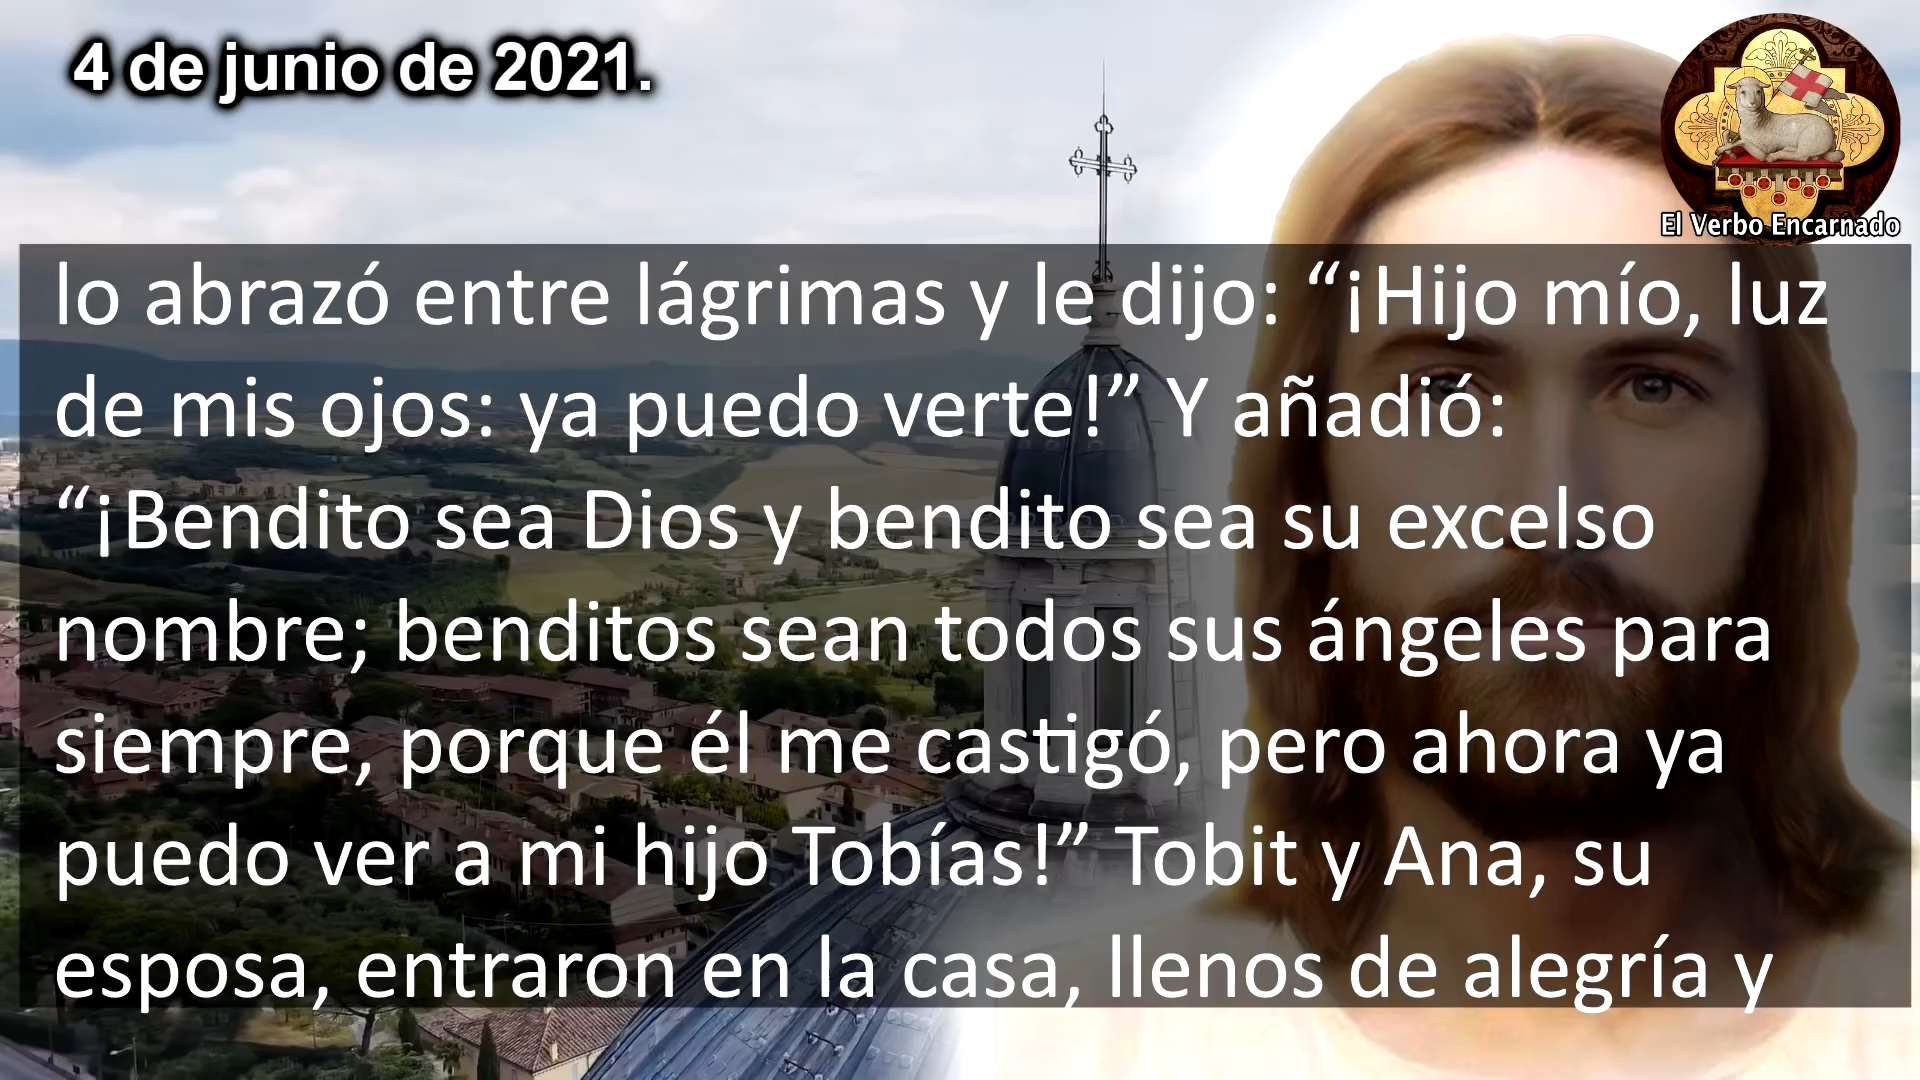 4 de junio de 2021.
El Verbo Encarnado
lo abrazó entre lágrimas y le dijo: “¡Hijo mío, luz
de mis ojos: ya puedo verte!” Y añadió:
“¡Bendito sea Dios y bendito sea su excelso
nombre; benditos sean todos sus ángeles para
siempre, porque él me castigó, pero ahora ya
puedo ver a mi hijo Tobías!” Tobit y Ana, su
esposa, entraron en la casa, llenos de alegría y